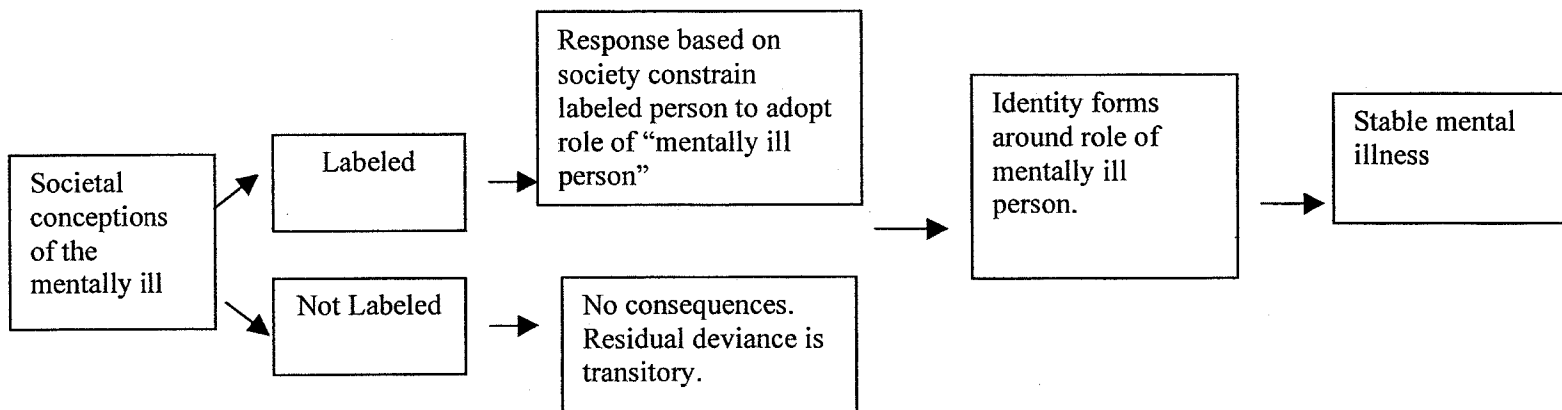 Societal
conceptions
of the
mentally ill
Labeled
Response based on
society constrain
labeled person to adopt
role of “mentally ill
person”
Not Labeled
No consequences.
Residual deviance is
transitory.
Identity forms
around role of
mentally ill
person.
Stable mental
illness